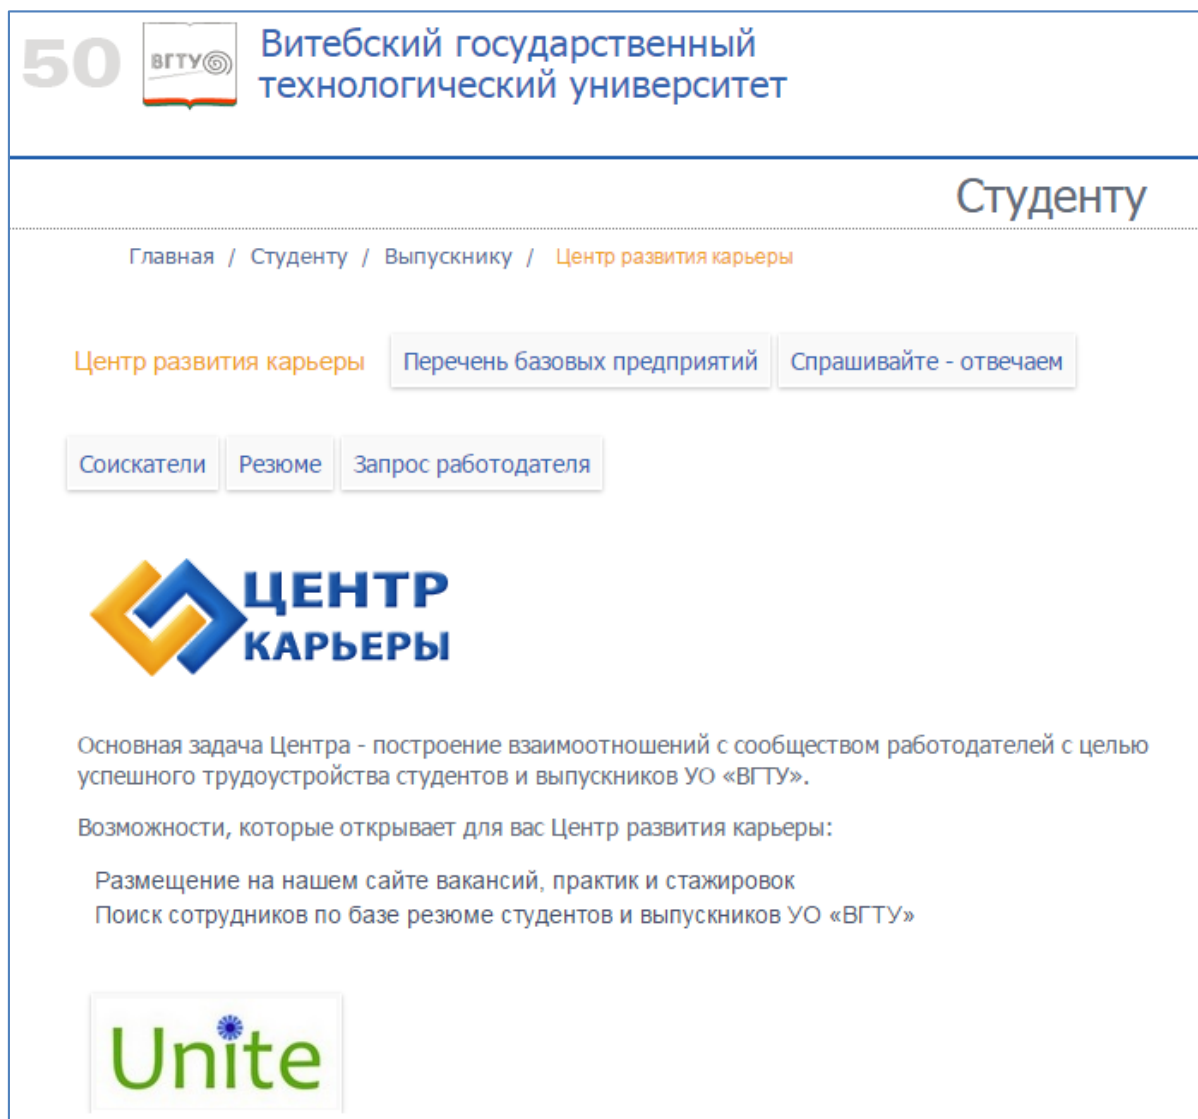 50
ВГТУ
Витебский государственный
технологический университет
Студенту
Главная / Студенту / Выпускнику / Центр развития карьеры
Центр развития карьеры Перечень базовых предприятий Спрашивайте - отвечаем
Соискатели Резюме Запрос работодателя
ЦЕНТР
КАРЬЕРЫ
Основная задача Центра - построение взаимоотношений с сообществом работодателей с целью
успешного трудоустройства студентов и выпускников УО «ВГТУ».
Возможности, которые открывает для вас Центр развития карьеры:
Размещение на нашем сайте вакансий, практик и стажировок
Поиск сотрудников по базе резюме студентов и выпускников УО «ВГТУ»
Unite